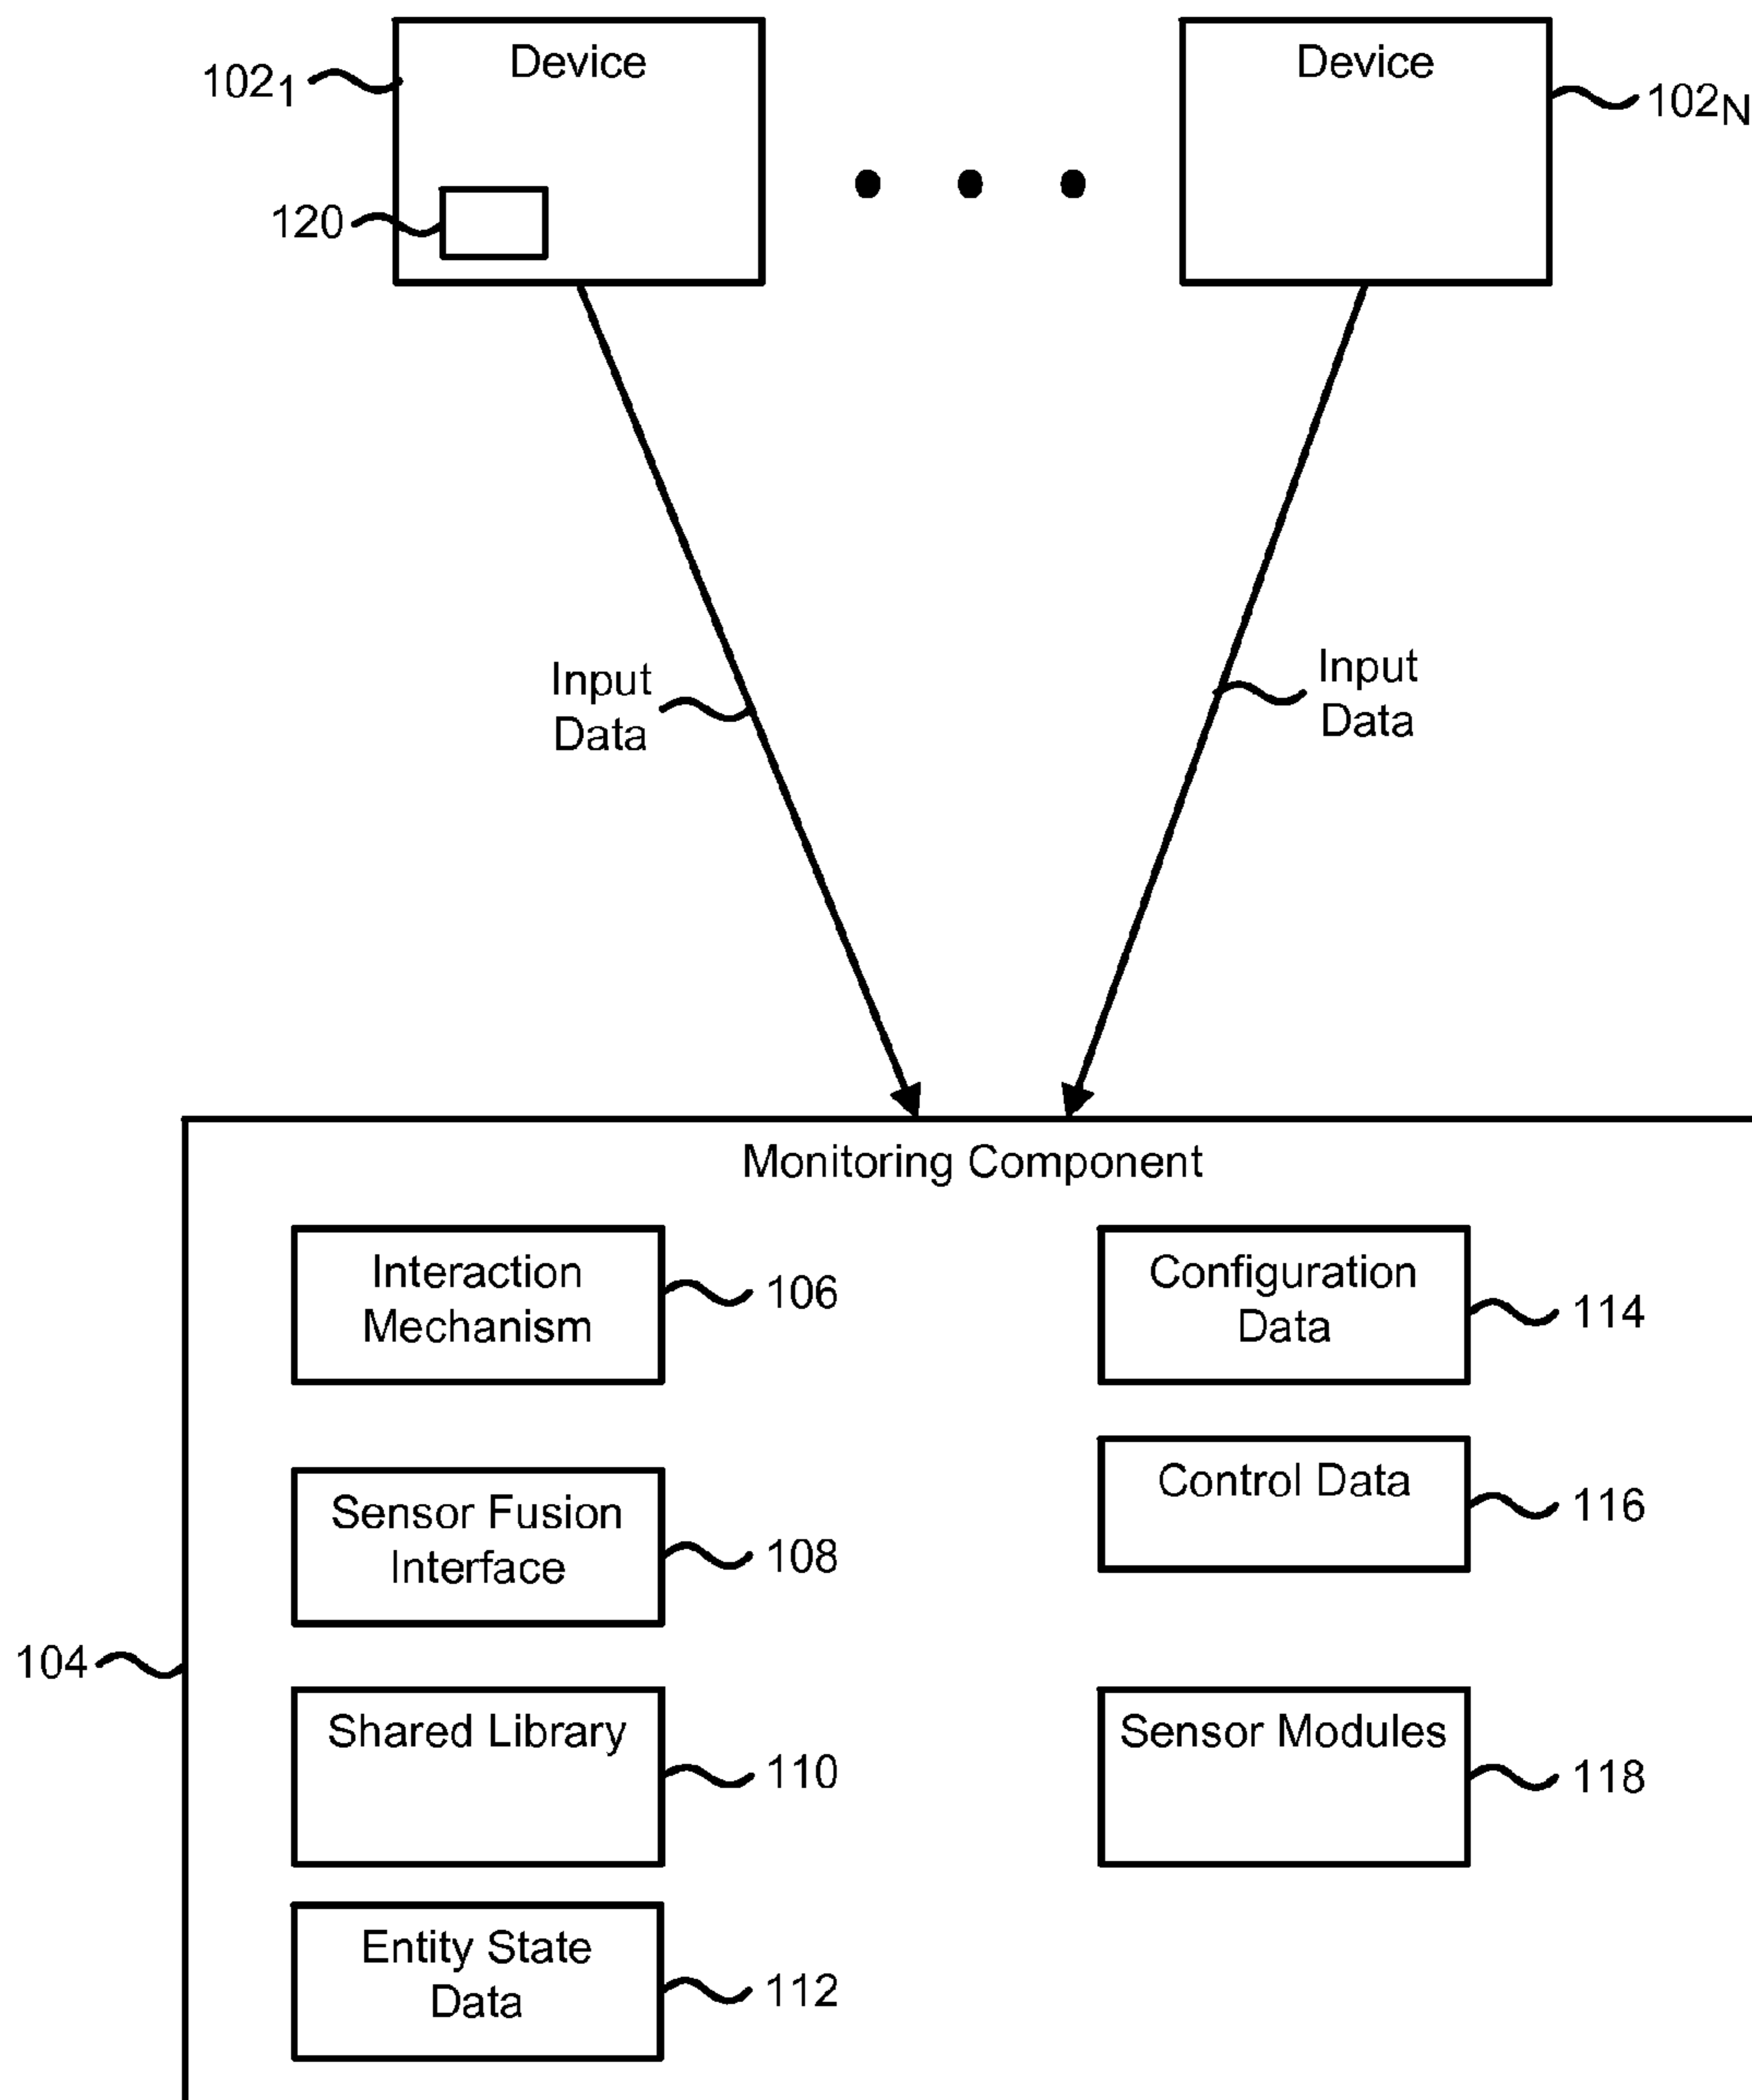 Device
Device
102₁
102N
120
Input
Data
Input
Data
Monitoring Component
Interaction
Mechanism
106
Configuration
Data
114
Control Data
116
Sensor Fusion
Interface
108
104
Shared Library
110
Sensor Modules
118
Entity State
Data
112